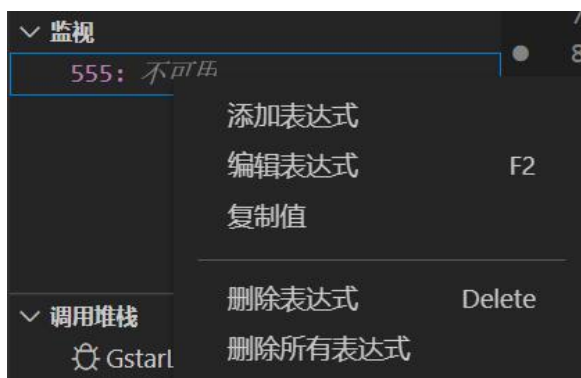 监视
555: 不可用
添加表达式
编辑表达式 F2
复制值
删除表达式 Delete
调用堆栈
删除所有表达式